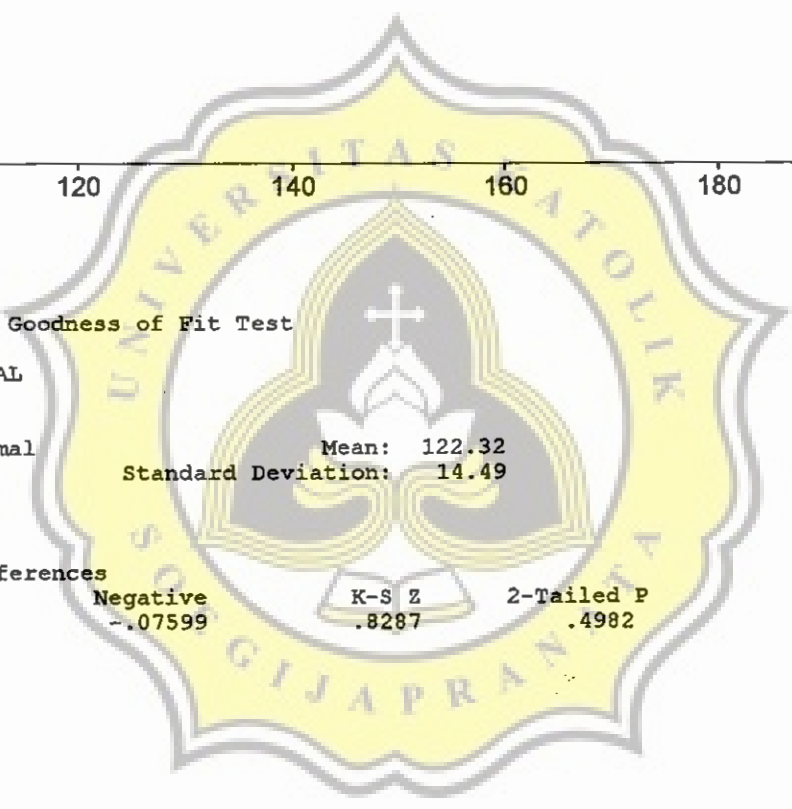 120 140 160 180
Goodness of Fit Test
AL
mal Mean: 122.32
Standard Deviation: 14.49
ferences
Negative K-S Z 2-Tailed P
-.07599 .8287 .4982
UNIVERSITAS KATOLIK
SOEGIJAPRANATA